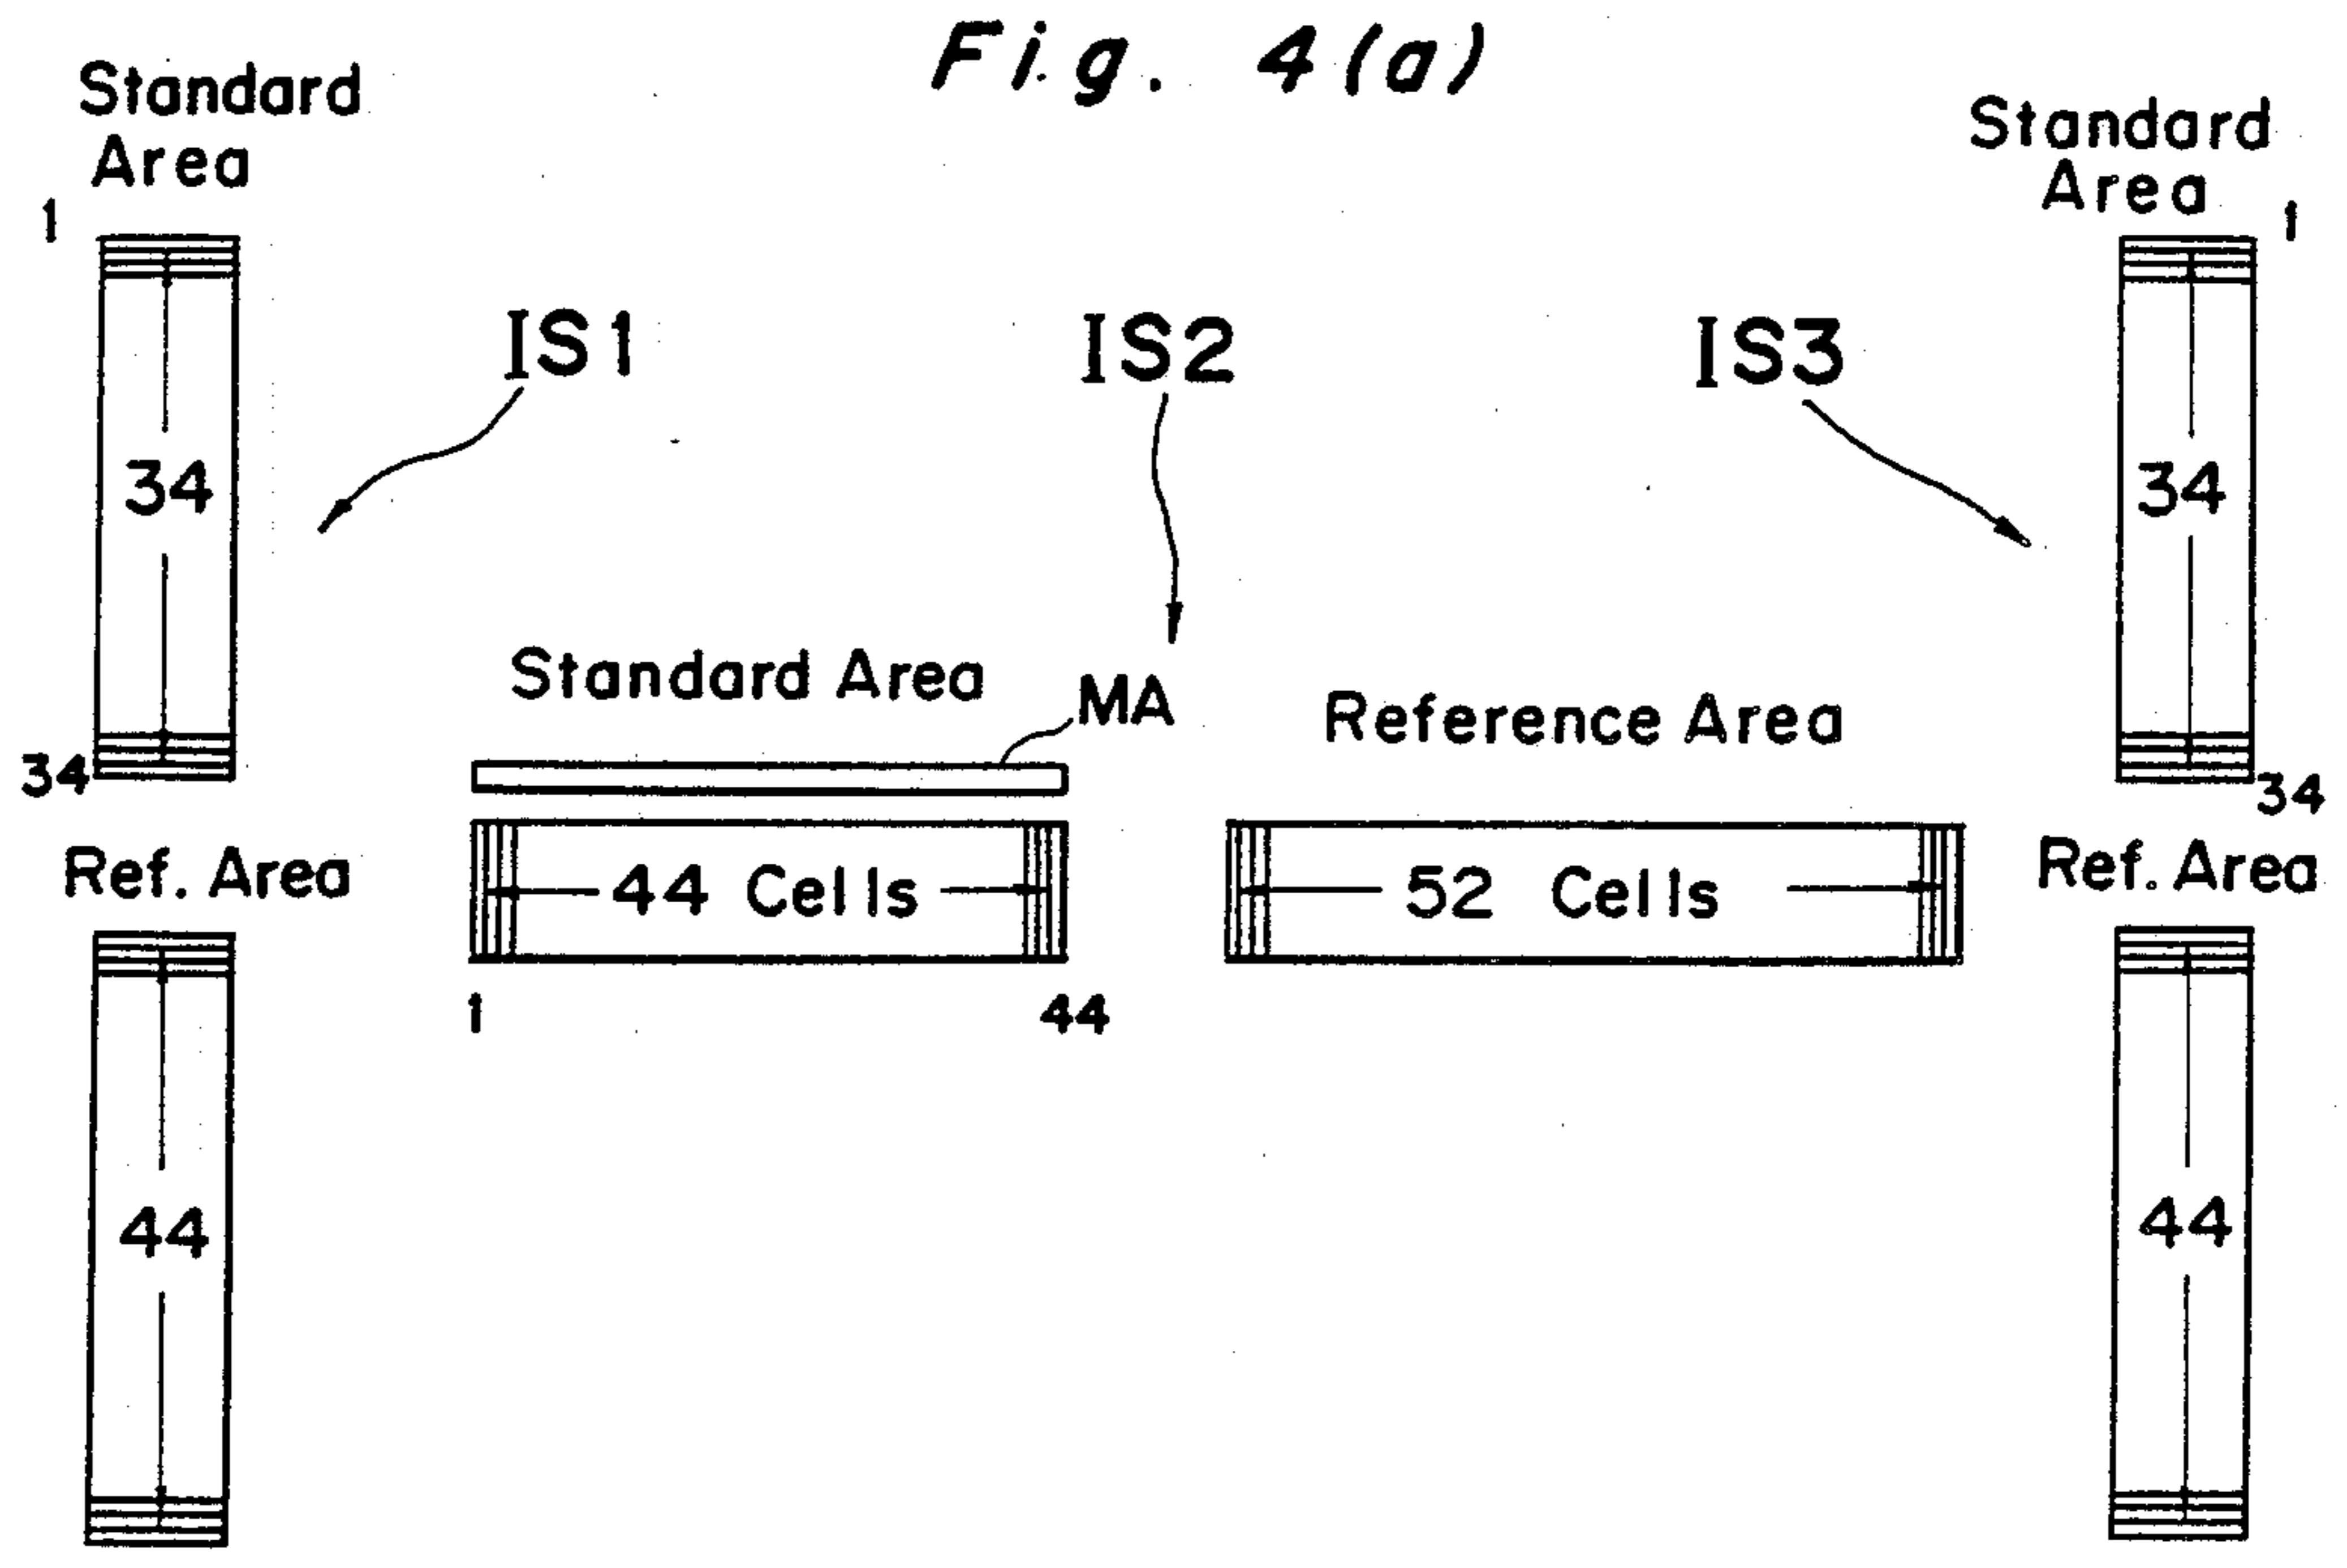 Fig. 4(a)
Standard
Area
1
34
34
Ref. Area
44
IS1
IS2
IS3
Standard Area
MA
44 Cells
1
44
Reference Area
52 Cells
Standard
Area
1
34
34
Ref. Area
44